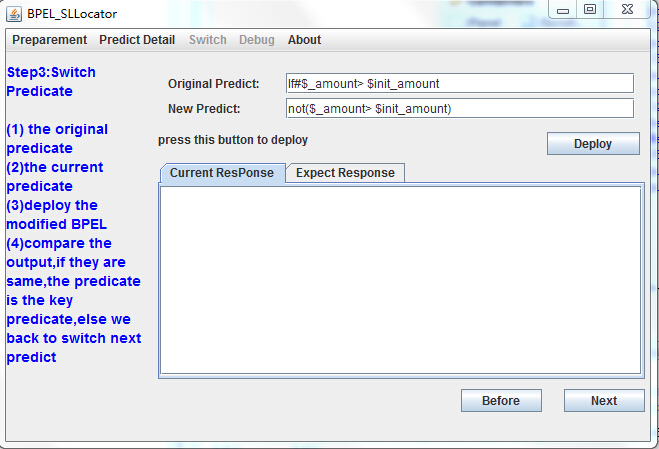 BPEL_SLLocator
Preparement Predict Detail Switch Debug About
Step3:Switch
Predicate
(1) the original
predicate
(2)the current
predicate
(3)deploy the
modified BPEL
(4)compare the
output,if they are
same,the predicate
is the key
predicate,else we
back to switch next
predict
Original Predict: If#$_amount> $init_amount
New Predict: not($_amount> $init_amount)
press this button to deploy Deploy
Current ResPonse Expect Response
Before Next